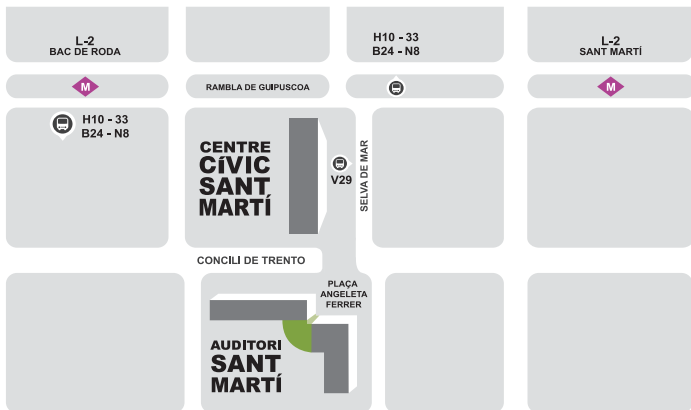 L-2
BAC DE RODA
H10 - 33
B24 - N8
L-2
SANT MARTÍ
M
RAMBLA DE GUIPUSCOA
M
H10 - 33
B24 - N8
CENTRE
CÍVIC
SANT
MARTÍ
V29
SELVA DE MAR
CONCILI DE TRENTO
PLAÇA
ANGELETA
FERRER
AUDITORI
SANT
MARTÍ